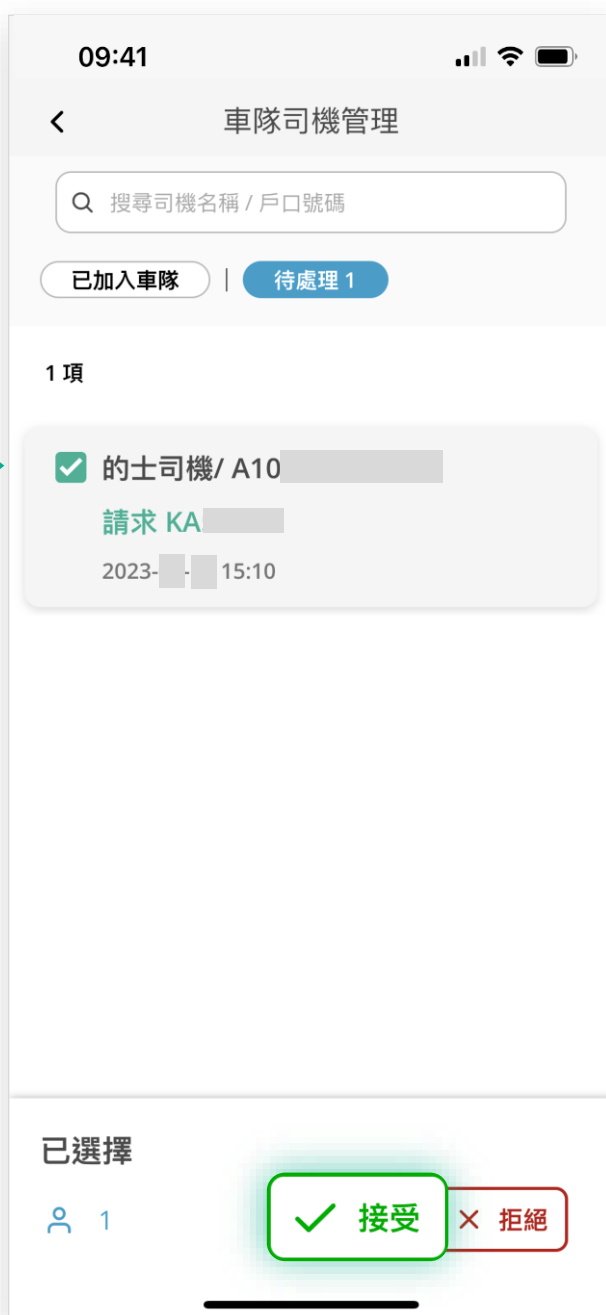 09:41
車隊司機管理
搜尋司機名稱 / 戶口號碼
已加入車隊 | 待處理 1
1 項
的士司機/ A10
請求 KA
2023- - 15:10
已選擇
1 接受 拒絕